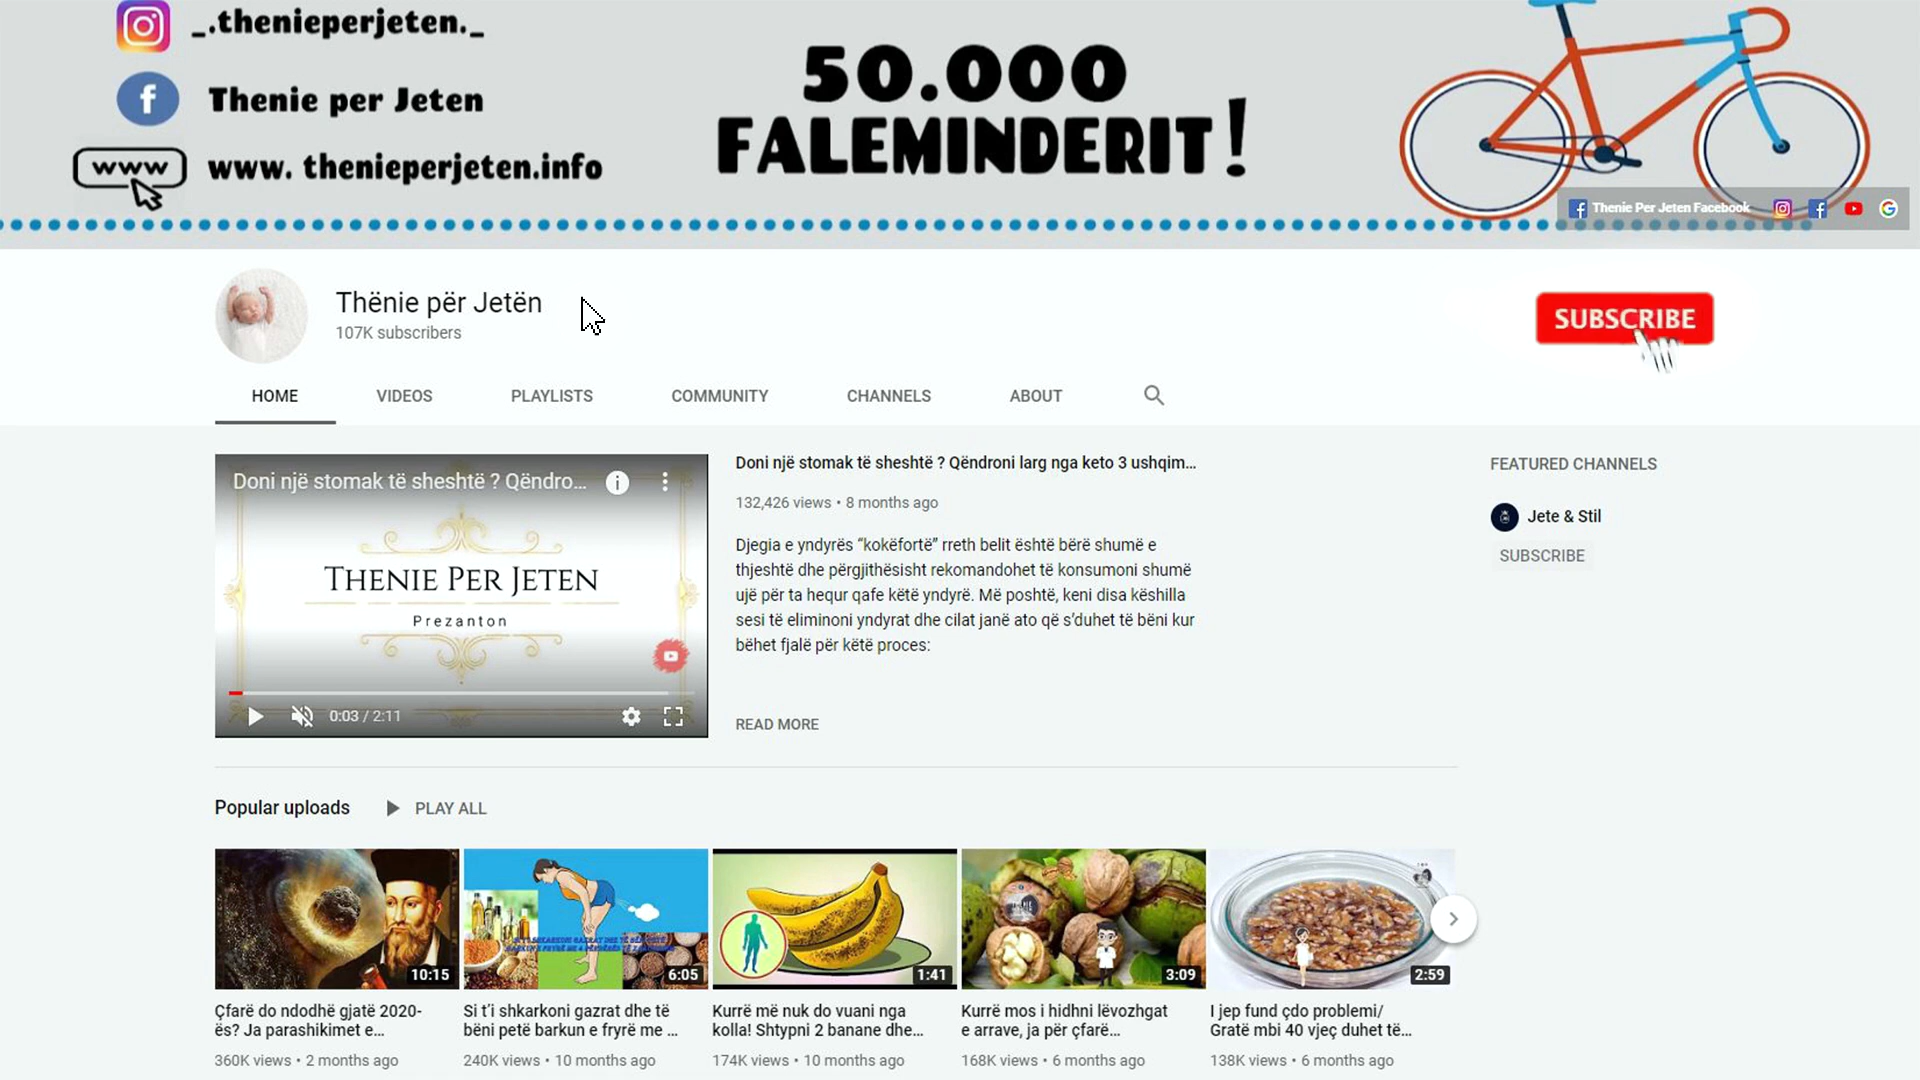 _.thenieperjeten._
Thenie per Jeten
www
www. thenieperjeten.info
50.000
FALEMINDERIT!
Thenie Per Jeten Facebook
Thënie për Jetën
107K subscribers
SUBSCRIBE
HOME
VIDEOS
PLAYLISTS
COMMUNITY
CHANNELS
ABOUT
Doni një stomak të sheshtë ? Qëndro...
THENIE PER JETEN
Prezanton
0:03 / 2:11
Doni një stomak të sheshtë ? Qëndroni larg nga keto 3 ushqim...
132,426 views • 8 months ago
Djegia e yndyrës “kokëfortë” rreth belit është bërë shumë e
thjeshtë dhe përgjithësisht rekomandohet të konsumoni shumë
ujë për ta hequr qafe këtë yndyrë. Më poshtë, keni disa këshilla
sesi të eliminoni yndyrat dhe cilat janë ato që s’duhet të bëni kur
bëhet fjalë për këtë proces:
READ MORE
FEATURED CHANNELS
Jete & Stil
SUBSCRIBE
Popular uploads
PLAY ALL
10:15
6:05
1:41
3:09
2:59
Çfarë do ndodhë gjatë 2020-
ës? Ja parashikimet e...
360K views • 2 months ago
Si t’i shkarkoni gazrat dhe të
bëni petë barkun e fryrë me ...
240K views • 10 months ago
Kurrë më nuk do vuani nga
kolla! Shtypni 2 banane dhe...
174K views • 10 months ago
Kurrë mos i hidhni lëvozhgat
e arrave, ja për çfarë...
168K views • 6 months ago
I jep fund çdo problemi/
Gratë mbi 40 vjeç duhet të...
138K views • 6 months ago